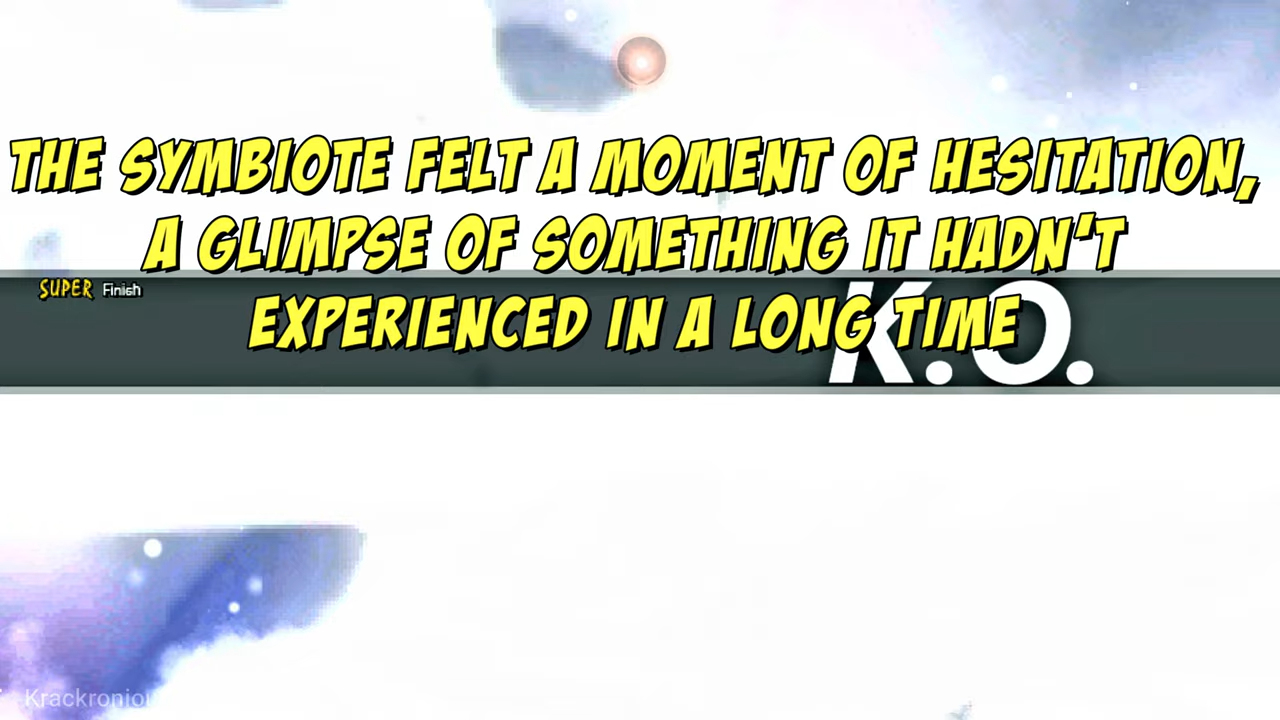 THE SYMBIOTE FELT A MOMENT OF HESITATION,
A GLIMPSE OF SOMETHING IT HADN'T
EXPERIENCED IN A LONG TIME
SUPER Finish
K.O.